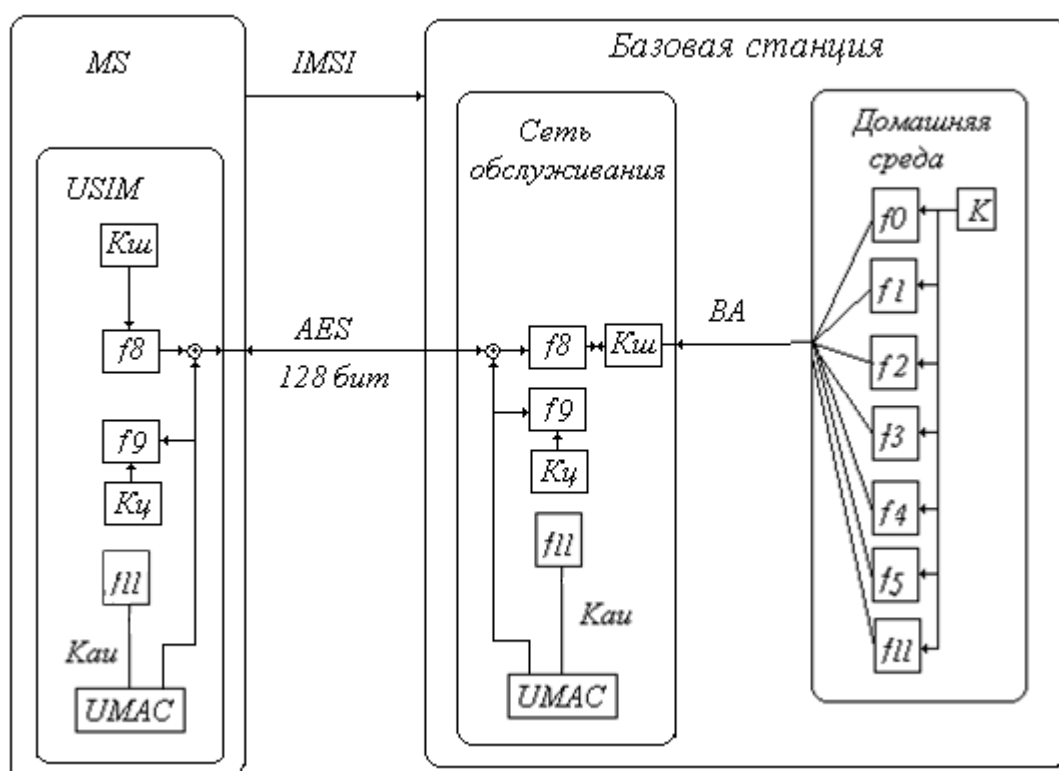 MS
IMSI
Базовая станция
USIM
Кш
f8
f9
Кц
f11
Каи
UMAC
AES
128 бит
Сеть
обслуживания
f8
Кш
f9
Кц
f11
Каи
UMAC
ВА
Домашняя
среда
K
f0
f1
f2
f3
f4
f5
f11